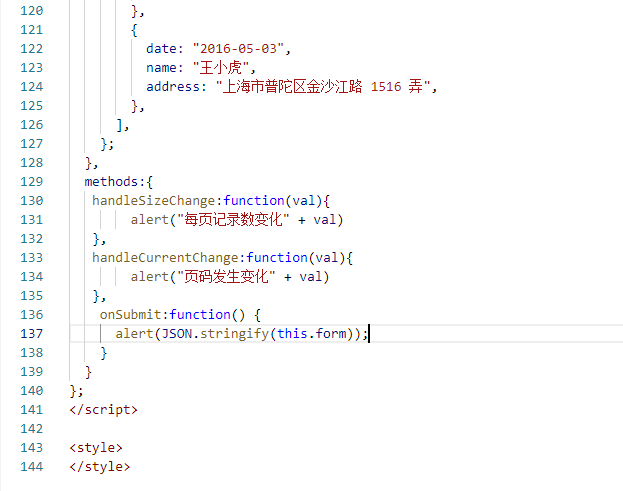 120 },
121 {
122 date: "2016-05-03",
123 name: "王小虎",
124 address: "上海市普陀区金沙江路 1516 弄",
125 },
126 ],
127 };
128 },
129 methods:{
130 handleSizeChange:function(val){
131 alert("每页记录数变化" + val)
132 },
133 handleCurrentChange:function(val){
134 alert("页码发生变化" + val)
135 },
136 onSubmit:function() {
137 alert(JSON.stringify(this.form));
138 }
139 }
140 };
141 </script>
142
143 <style>
144 </style>